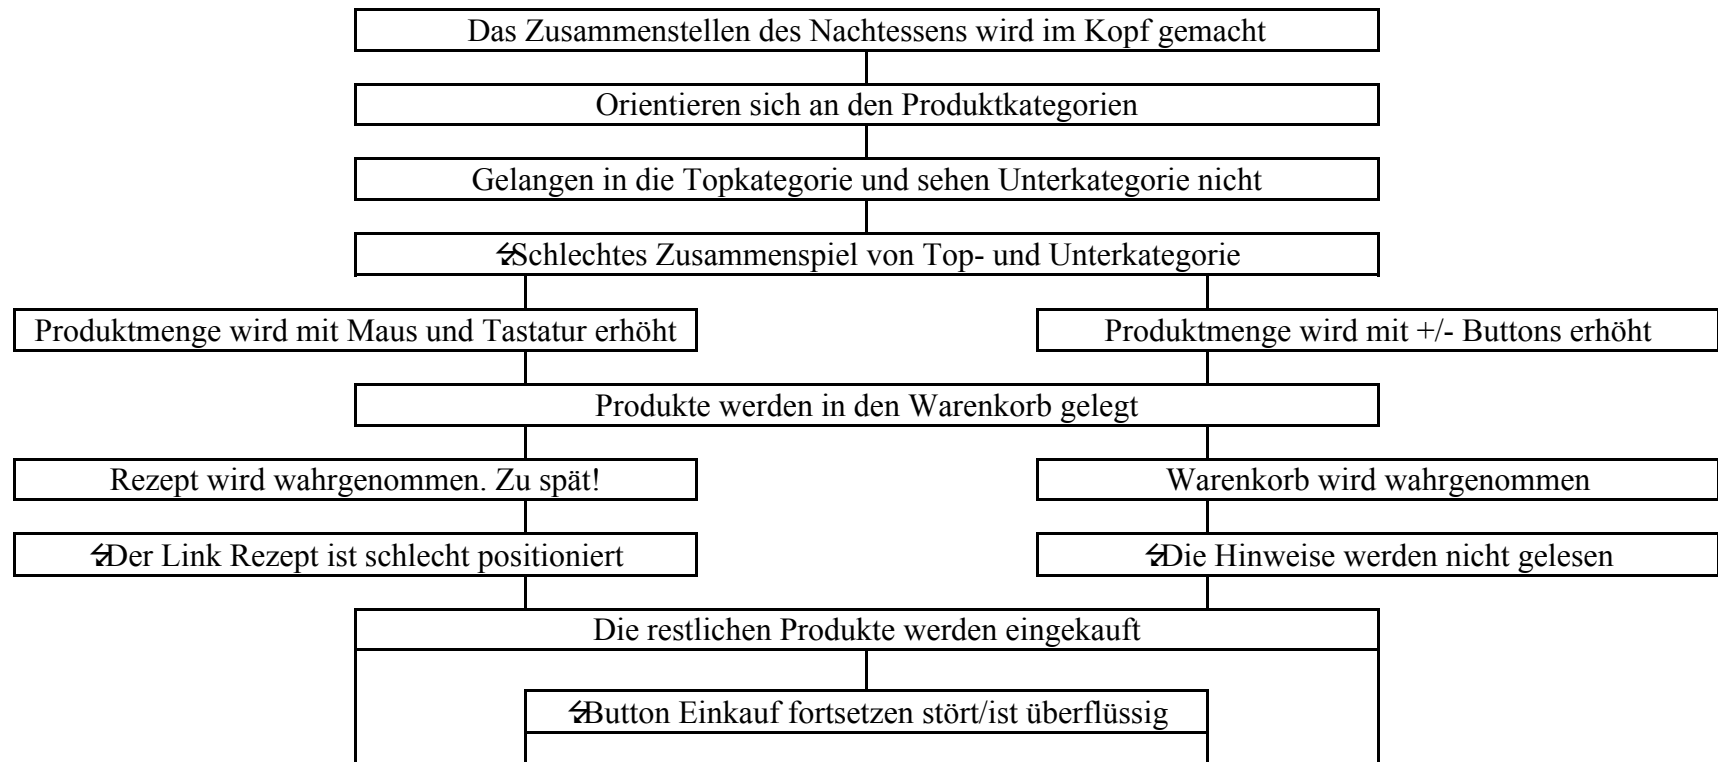 Das Zusammenstellen des Nachtessens wird im Kopf gemacht
Orientieren sich an den Produktkategorien
Gelangen in die Topkategorie und sehen Unterkategorie nicht
Schlechtes Zusammenspiel von Top- und Unterkategorie
Produktmenge wird mit Maus und Tastatur erhöht
Produktmenge wird mit +/- Buttons erhöht
Produkte werden in den Warenkorb gelegt
Rezept wird wahrgenommen. Zu spät!
Warenkorb wird wahrgenommen
Der Link Rezept ist schlecht positioniert
Die Hinweise werden nicht gelesen
Die restlichen Produkte werden eingekauft
Button Einkauf fortsetzen stört/ist überflüssig